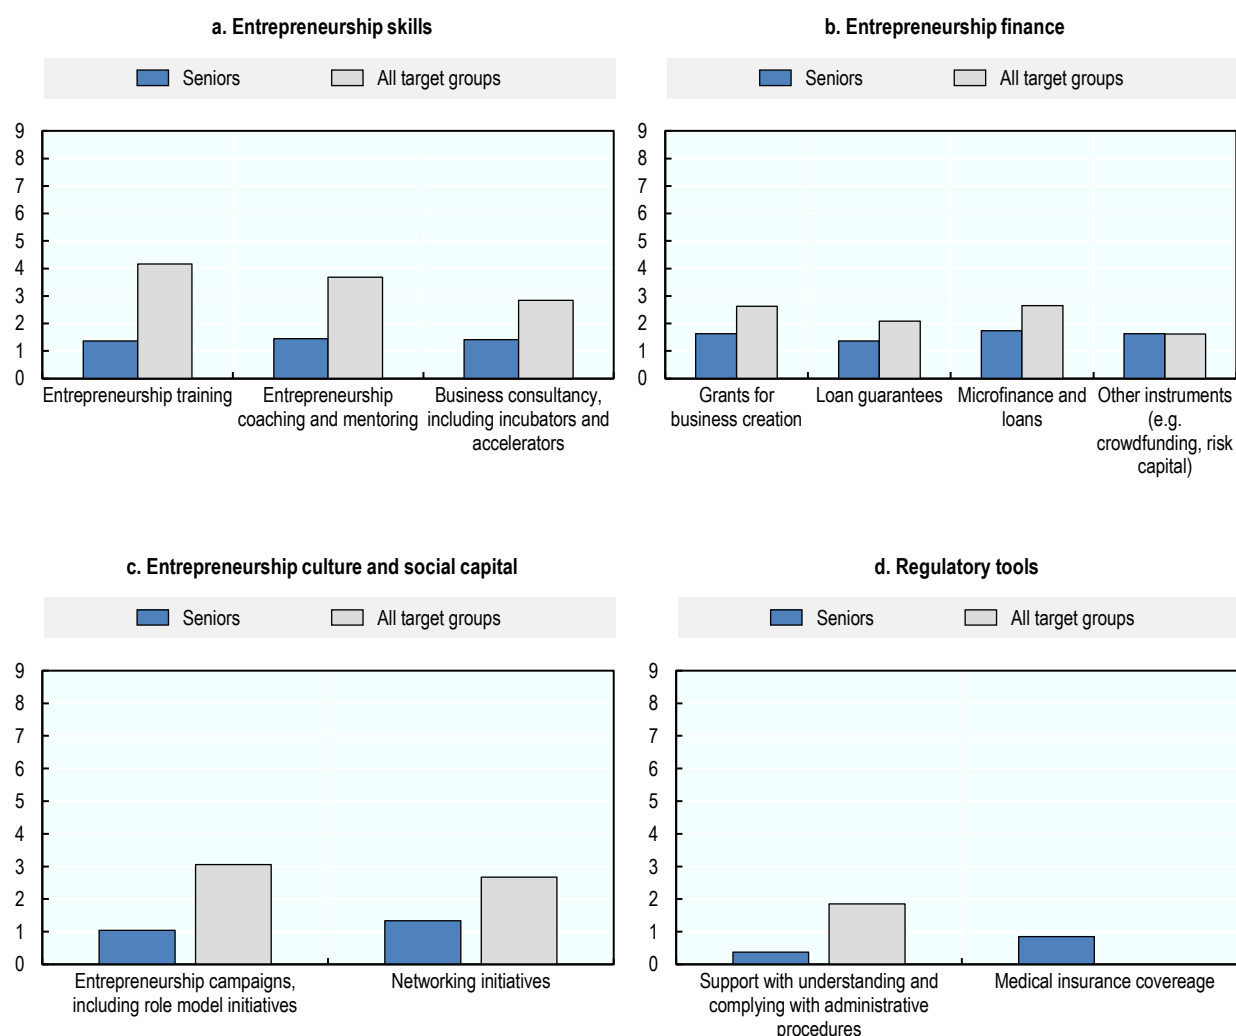 a. Entrepreneurship skills
Seniors
All target groups
9
8
7
6
5
4
3
2
1
0
Entrepreneurship training
Entrepreneurship
coaching and mentoring
Business consultancy,
including incubators and
accelerators
b. Entrepreneurship finance
Seniors
All target groups
9
8
7
6
5
4
3
2
1
0
Grants for
business creation
Loan guarantees
Microfinance and
loans
Other instruments
(e.g.
crowdfunding, risk
capital)
c. Entrepreneurship culture and social capital
Seniors
All target groups
9
8
7
6
5
4
3
2
1
0
Entrepreneurship campaigns,
including role model initiatives
Networking initiatives
d. Regulatory tools
Seniors
All target groups
9
8
7
6
5
4
3
2
1
0
Support with understanding and
complying with administrative
procedures
Medical insurance covereage